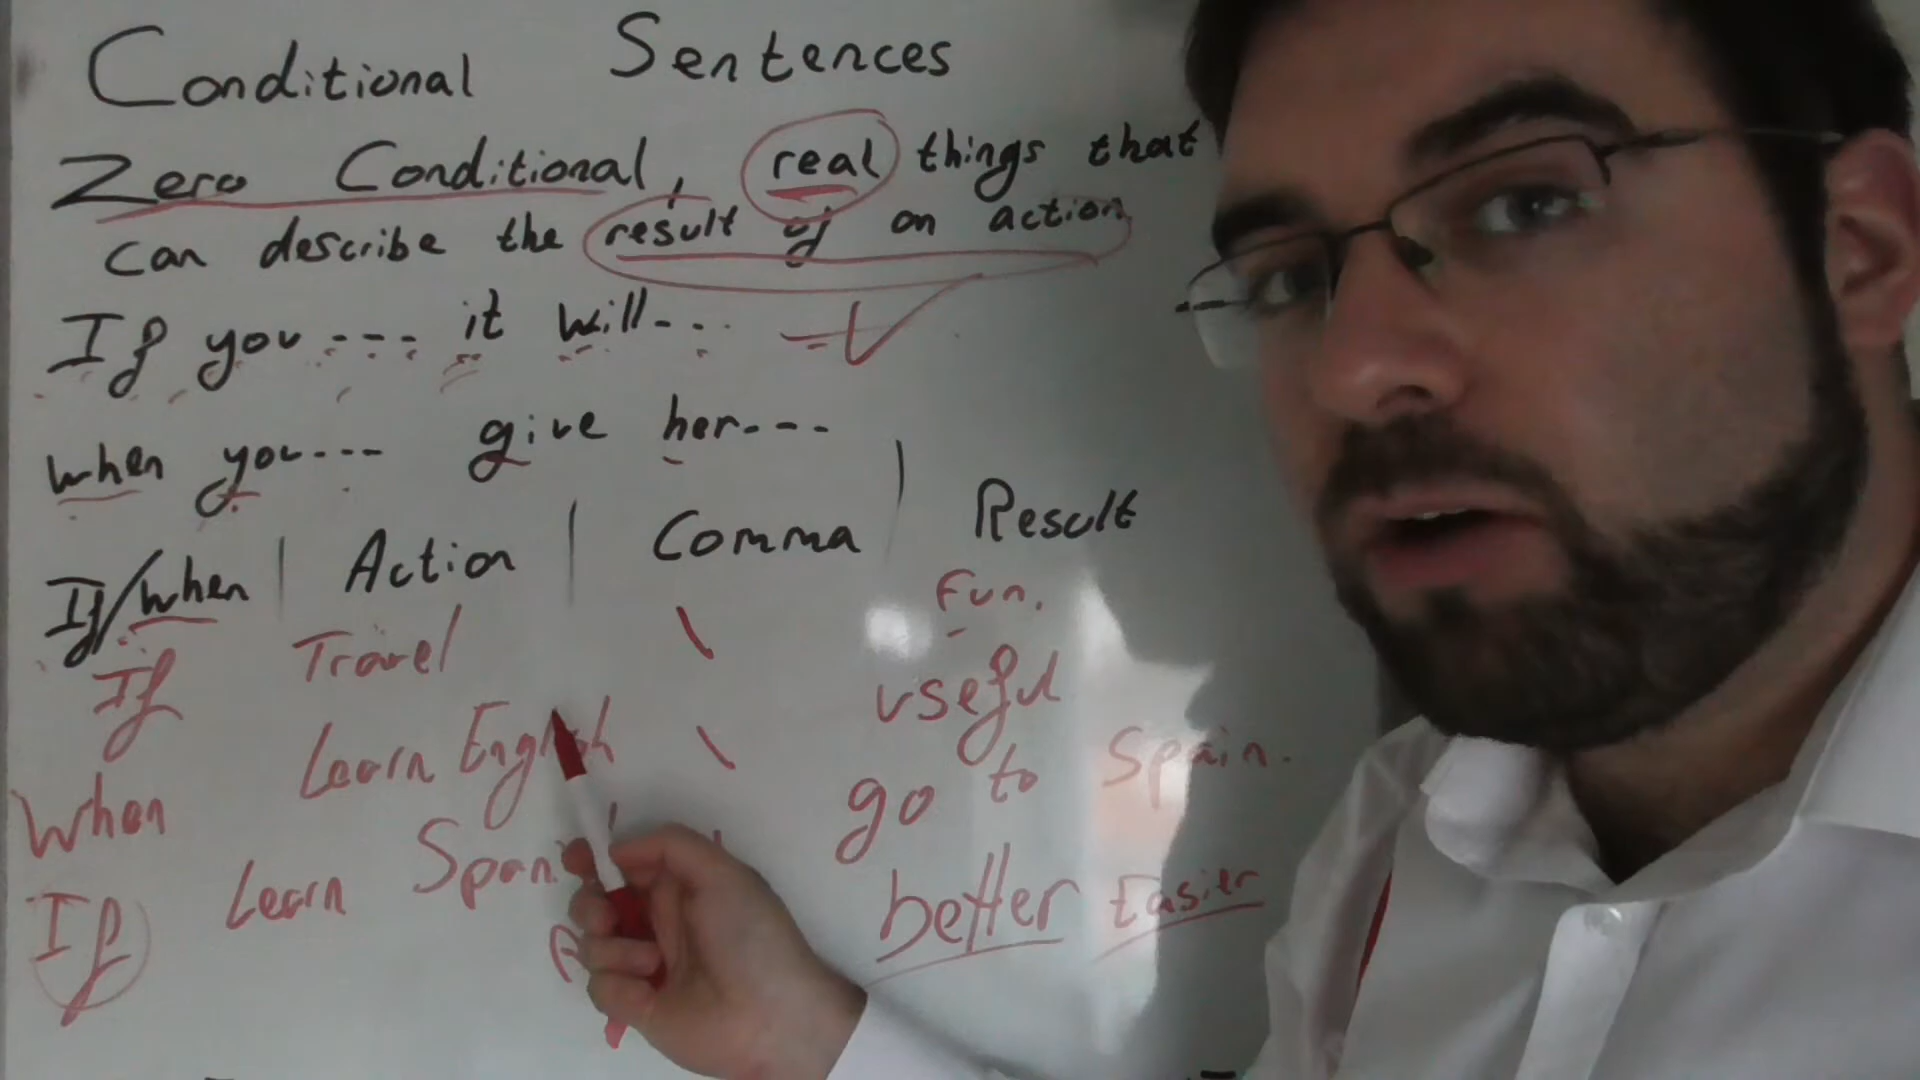 Conditional Sentences
Zero Conditional, real things that
can describe the result of an action
If you --- it will---
when you--- give her---
If/when | Action | Comma | Result
If Travel \ Fun.
useful
When Learn English \ go to Spain.
If Learn better Easier